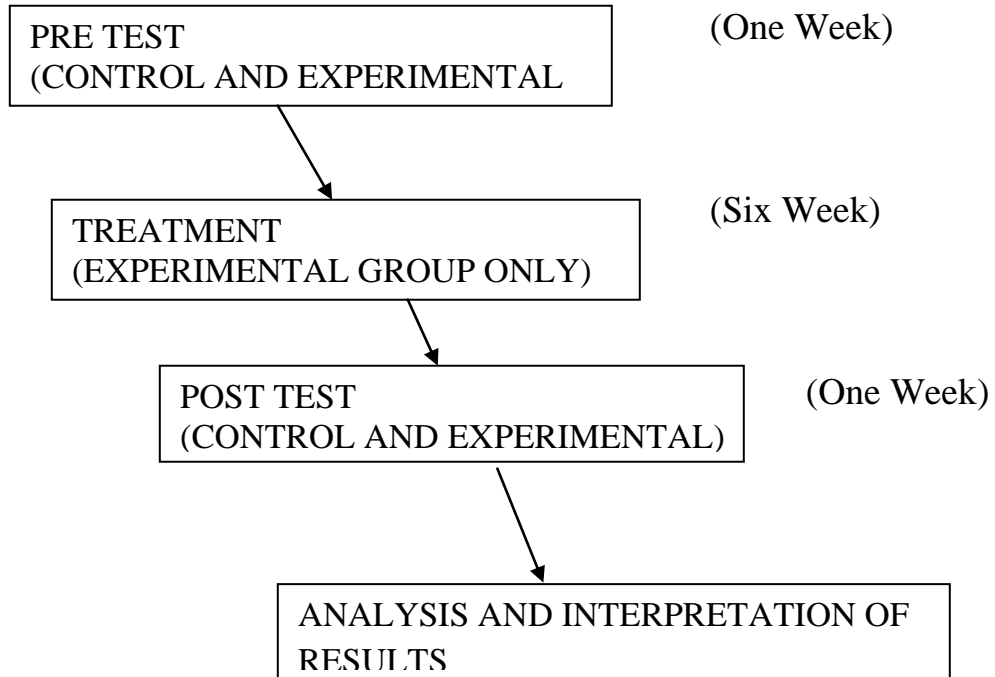 PRE TEST
(CONTROL AND EXPERIMENTAL
(One Week)
TREATMENT
(EXPERIMENTAL GROUP ONLY)
(Six Week)
POST TEST
(CONTROL AND EXPERIMENTAL)
(One Week)
ANALYSIS AND INTERPRETATION OF
RESULTS